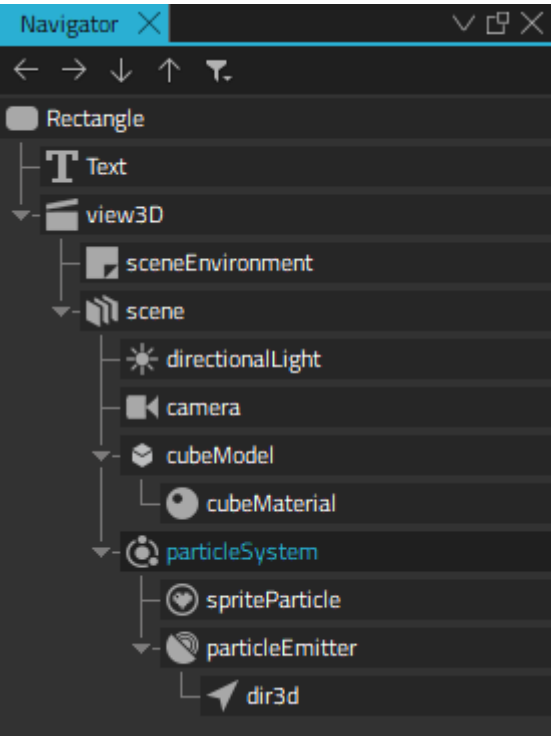 Navigator
Rectangle
Text
view3D
sceneEnvironment
scene
directionalLight
camera
cubeModel
cubeMaterial
particleSystem
spriteParticle
particleEmitter
dir3d